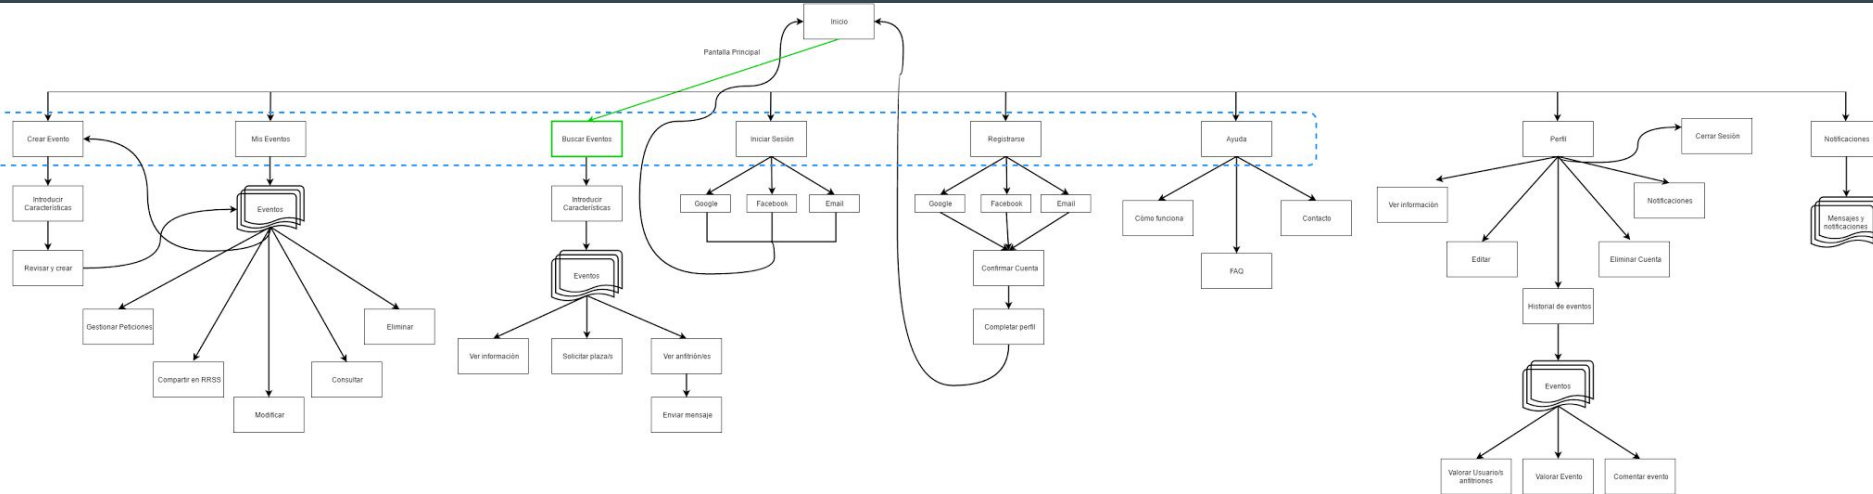 Inicio
Pantalla Principal
Crear Evento
Mis Eventos
Buscar Eventos
Iniciar Sesión
Registrarse
Ayuda
Perfil
Cerrar Sesión
Notificaciones
Introducir
Características
Eventos
Introducir
Características
Google
Facebook
Email
Google
Facebook
Email
Cómo funciona
Contacto
Ver información
Notificaciones
Mensajes y
notificaciones
Revisar y crear
Eventos
Confirmar Cuenta
FAQ
Editar
Eliminar Cuenta
Historial de eventos
Gestionar Peticiones
Eliminar
Completar perfil
Ver información
Solicitar plaza/s
Ver anfitrión/es
Compartir en RRSS
Consultar
Eventos
Modificar
Enviar mensaje
Valorar Usuario/s
anfitriones
Valorar Evento
Comentar evento